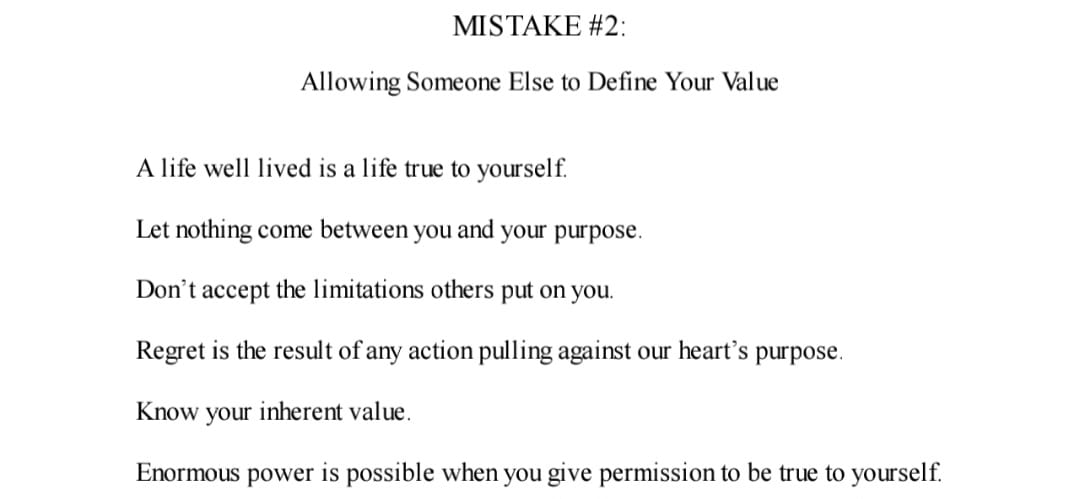 MISTAKE #2:
Allowing Someone Else to Define Your Value
A life well lived is a life true to yourself.
Let nothing come between you and your purpose.
Don’t accept the limitations others put on you.
Regret is the result of any action pulling against our heart’s purpose.
Know your inherent value.
Enormous power is possible when you give permission to be true to yourself.